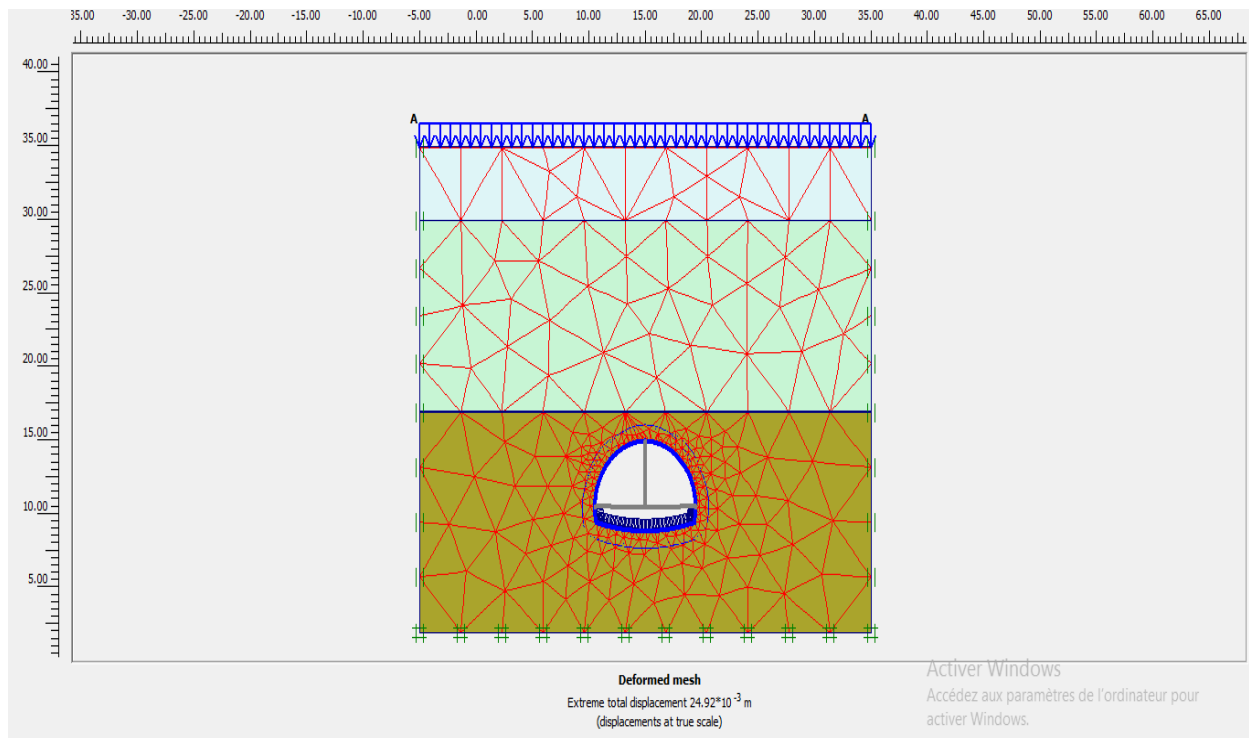 35.00 -30.00 -25.00 -20.00 -15.00 -10.00 -5.00 0.00 5.00 10.00 15.00 20.00 25.00 30.00 35.00 40.00 45.00 50.00 55.00 60.00 65.00
40.00
A A
35.00
30.00
25.00
20.00
15.00
10.00
5.00
Deformed mesh
Extreme total displacement 24.92*10 -3 m
(displacements at true scale)
Activer Windows
Accédez aux paramètres de l'ordinateur pour
activer Windows.